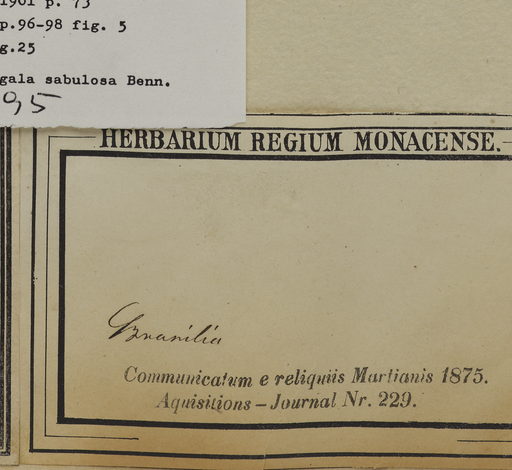 1961 p. 73
p.96-98 fig. 5
g.25
gala sabulosa Benn.
95
HERBARIUM REGIUM MONACENSE.
Brasilia
Communicatum e reliquiis Martianis 1875.
Aquisitions – Journal Nr. 229.